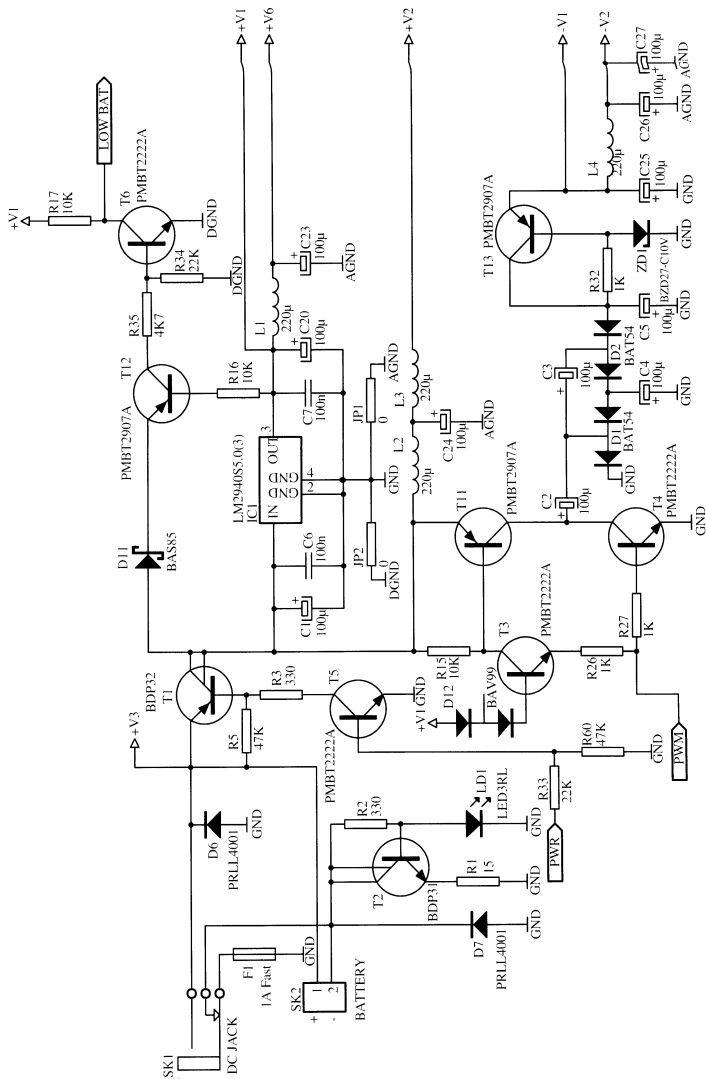 +V1
R17
10K
LOW BAT
T6
PMBT2222A
DGND
R34
22K
DGND
R35
4K7
T12
PMBT2907A
R16
10K
D11
BAS85
+V1
+V6
L1
220µ
C23
100µ
AGND
C20
100µ
C7
100n
LM2940S5.0(3)
IC1
IN
OUT
GND
GND
3
4
2
C6
100n
C1
100µ
JP1
0
AGND
GND
JP2
0
DGND
+V2
L3
220µ
L2
220µ
C24
100µ
AGND
T11
PMBT2907A
R15
10K
T3
PMBT2222A
D12
BAV99
+V1
R26
1K
R27
1K
T4
PMBT2222A
GND
C2
100µ
C3
100µ
D1
BAT54
D2
BAT54
GND
C4
100µ
GND
C5
100µ
GND
R32
1K
T13
PMBT2907A
ZD1
BZD27-C10V
GND
-V1
-V2
L4
220µ
C25
100µ
GND
C26
100µ
AGND
C27
100µ
AGND
BDP32
T1
+V3
R3
330
R5
47K
T5
PMBT2222A
GND
R60
47K
GND
R33
22K
PWR
PWM
D6
PRLL4001
GND
R2
330
LD1
LED3RL
GND
T2
BDP31
R1
15
GND
D7
PRLL4001
GND
SK1
DC JACK
F1
1A Fast
GND
SK2
1
2
+
-
BATTERY